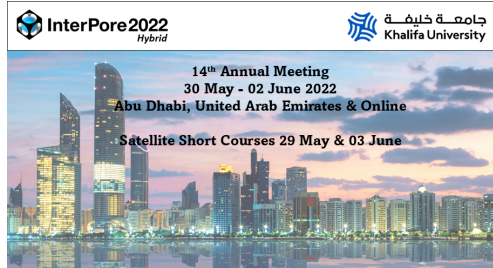 InterPore2022
Hybrid
جامعة خليفة
Khalifa University
14th Annual Meeting
30 May - 02 June 2022
Abu Dhabi, United Arab Emirates & Online
Satellite Short Courses 29 May & 03 June